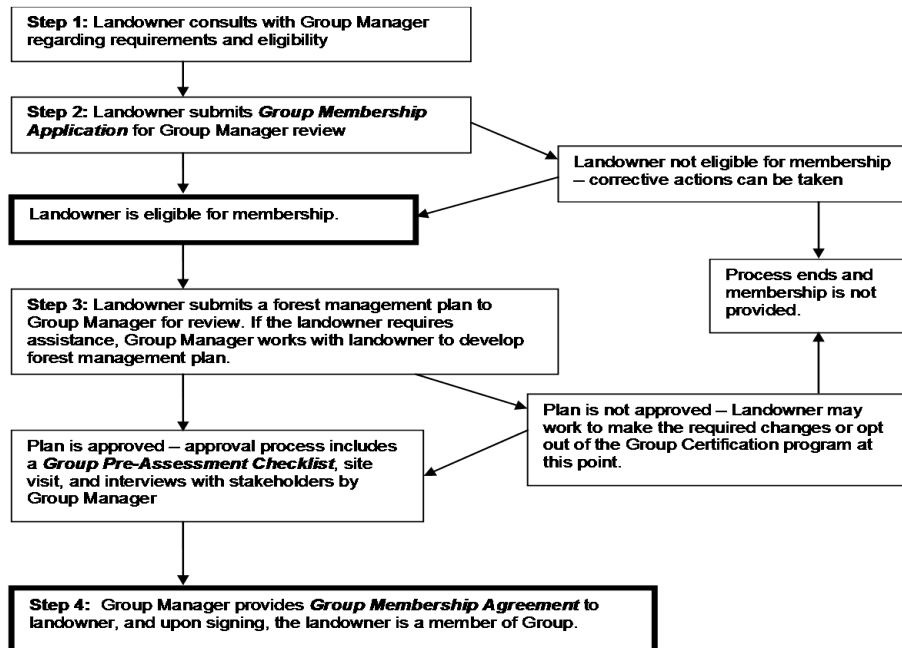 Step 1: Landowner consults with Group Manager
regarding requirements and eligibility
Step 2: Landowner submits Group Membership
Application for Group Manager review
Landowner not eligible for membership
– corrective actions can be taken
Landowner is eligible for membership.
Process ends and
membership is not
provided.
Step 3: Landowner submits a forest management plan to
Group Manager for review. If the landowner requires
assistance, Group Manager works with landowner to develop
forest management plan.
Plan is not approved – Landowner may
work to make the required changes or opt
out of the Group Certification program at
this point.
Plan is approved – approval process includes
a Group Pre-Assessment Checklist, site
visit, and interviews with stakeholders by
Group Manager
Step 4: Group Manager provides Group Membership Agreement to
landowner, and upon signing, the landowner is a member of Group.